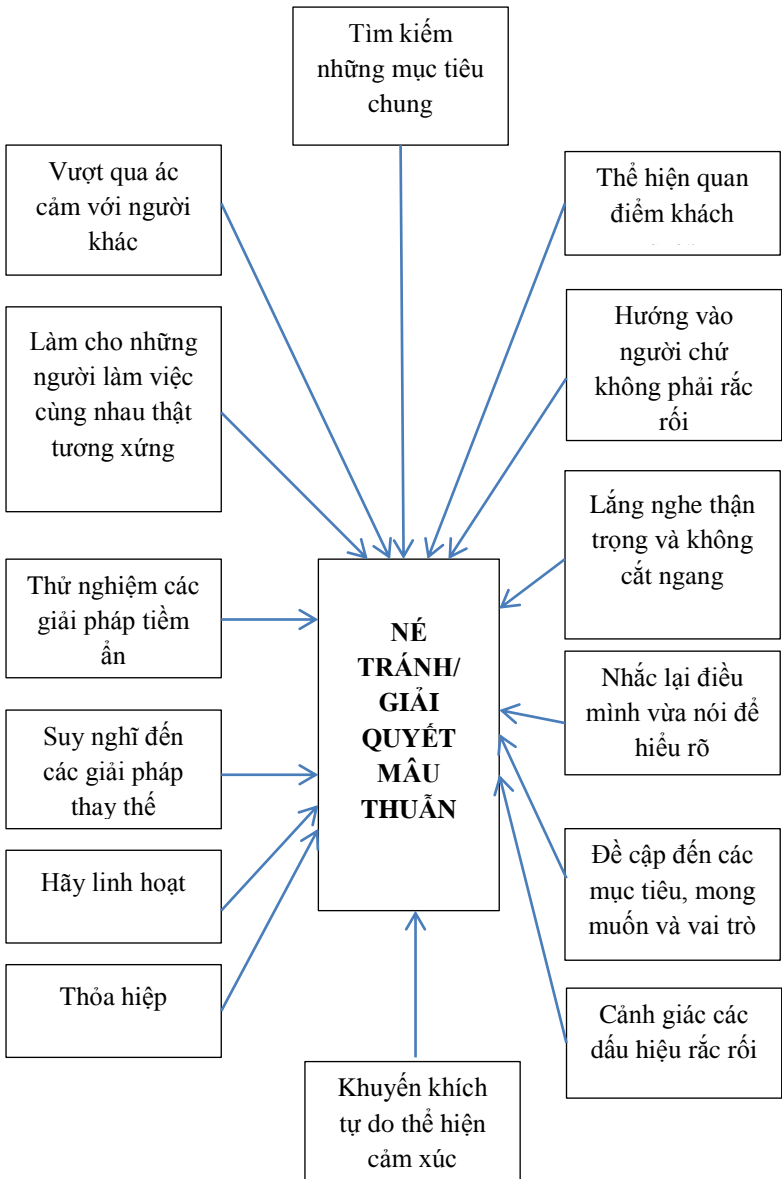 Tìm kiếm
những mục tiêu
chung
Vượt qua ác
cảm với người
khác
Thể hiện quan
điểm khách
Làm cho những
người làm việc
cùng nhau thật
tương xứng
Hướng vào
người chứ
không phải rắc
rối
Lắng nghe thận
trọng và không
cắt ngang
Thử nghiệm các
giải pháp tiềm
ẩn
NÉ
TRÁNH/
GIẢI
QUYẾT
MÂU
THUẪN
Nhắc lại điều
mình vừa nói để
hiểu rõ
Suy nghĩ đến
các giải pháp
thay thế
Hãy linh hoạt
Đề cập đến các
mục tiêu, mong
muốn và vai trò
Thỏa hiệp
Cảnh giác các
dấu hiệu rắc rối
Khuyến khích
tự do thể hiện
cảm xúc